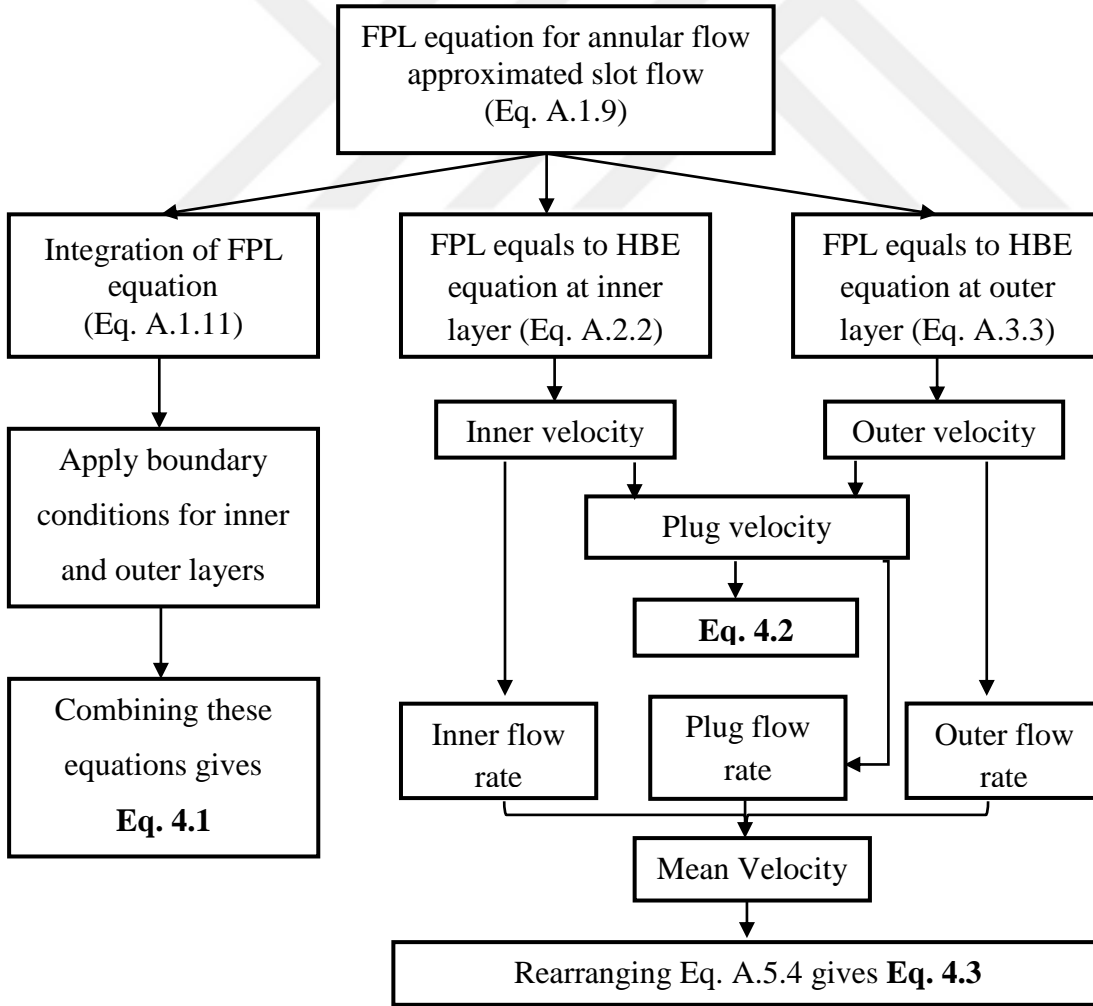 FPL equation for annular flow
approximated slot flow
(Eq. A.1.9)
Integration of FPL
equation
(Eq. A.1.11)
FPL equals to HBE
equation at inner
layer (Eq. A.2.2)
FPL equals to HBE
equation at outer
layer (Eq. A.3.3)
Inner velocity
Outer velocity
Apply boundary
conditions for inner
and outer layers
Plug velocity
Eq. 4.2
Combining these
equations gives
Eq. 4.1
Inner flow
rate
Plug flow
rate
Outer flow
rate
Mean Velocity
Rearranging Eq. A.5.4 gives Eq. 4.3